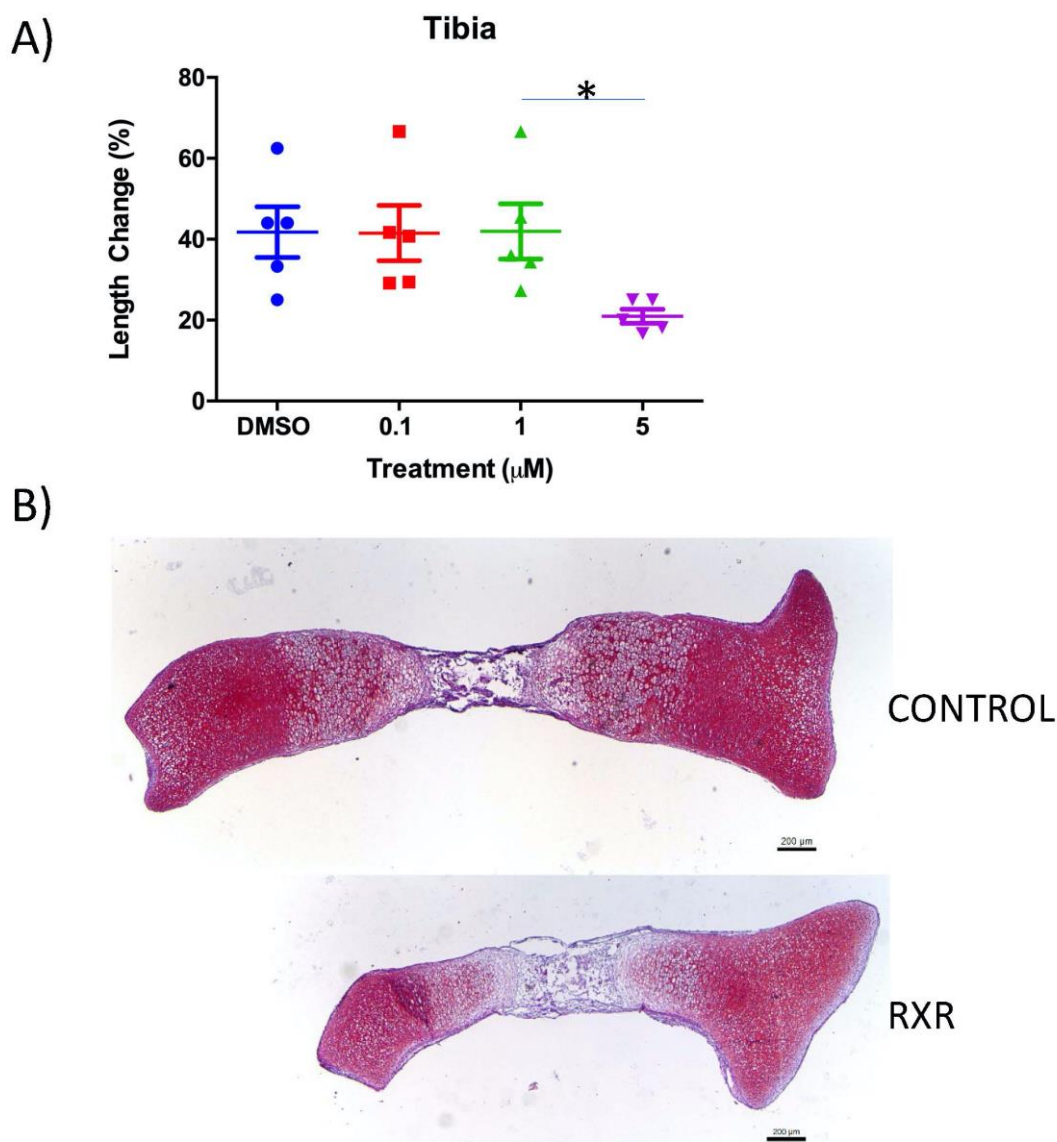 A)
Tibia
Length Change (%)
80
60
40
20
0
*
DMSO 0.1 1 5
Treatment (μM)
B)
CONTROL
200 μm
RXR
200 μm